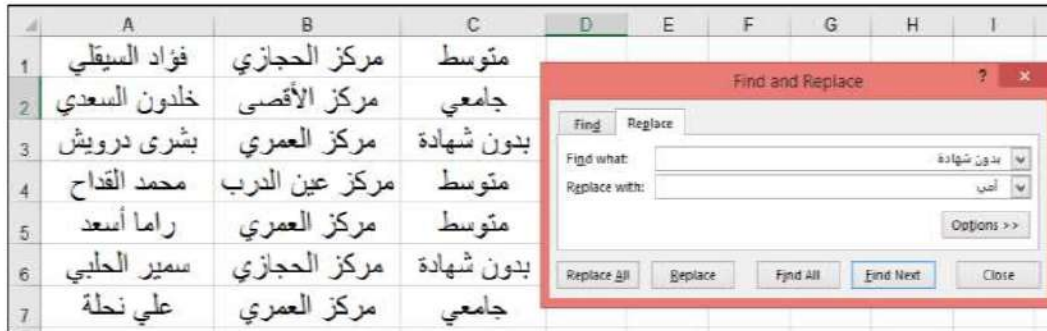 A B C D E F G H I
1 فؤاد السيقلي مركز الحجازي متوسط
2 خلدون السعدي مركز الأقصى جامعي
3 بشرى درويش مركز العمري بدون شهادة
4 محمد القداح مركز عين الدرب متوسط
5 راما أسعد مركز العمري متوسط
6 سمير الحلبي مركز الحجازي بدون شهادة
7 علي نحلة مركز العمري جامعي
Find and Replace ? ×
Find Replace
Find what: بدون شهادة
Replace with: أمي
Options >>
Replace All Replace Find All Find Next Close